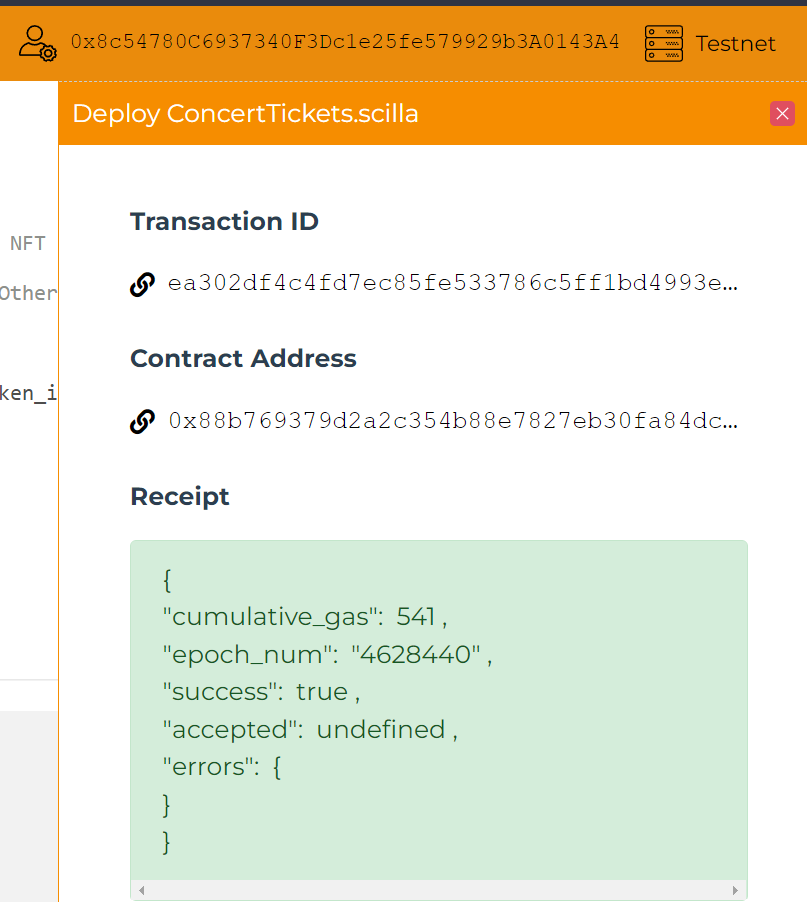 0x8c54780C6937340F3Dc1e25fe579929b3A0143A4 Testnet
Deploy ConcertTickets.scilla
NFT
Other
ken_i
Transaction ID
ea302df4c4fd7ec85fe533786c5ff1bd4993e…
Contract Address
0x88b769379d2a2c354b88e7827eb30fa84dc…
Receipt
{
"cumulative_gas": 541 ,
"epoch_num": "4628440" ,
"success": true ,
"accepted": undefined ,
"errors": {
}
}